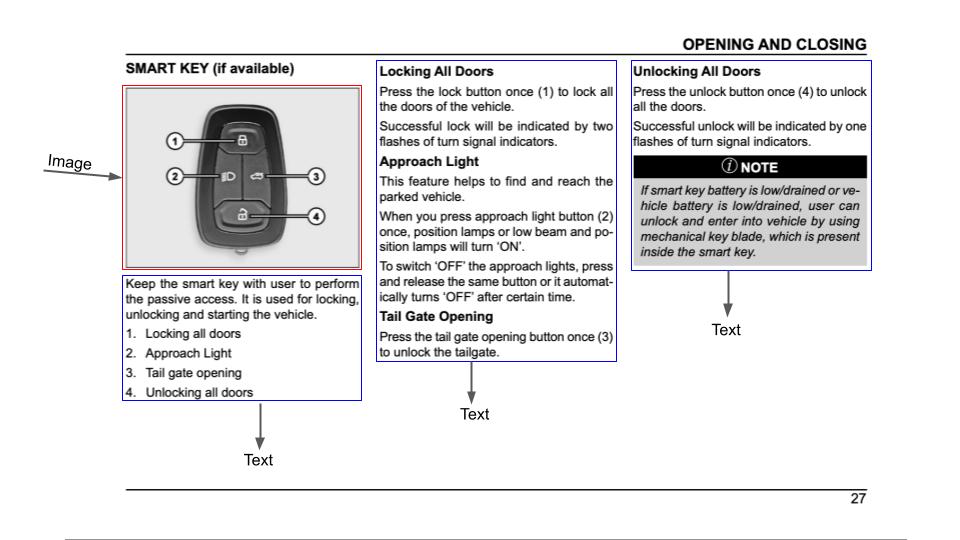 OPENING AND CLOSING
SMART KEY (if available)
1
2
3
4
Image
Keep the smart key with user to perform
the passive access. It is used for locking,
unlocking and starting the vehicle.
1. Locking all doors
2. Approach Light
3. Tail gate opening
4. Unlocking all doors
Text
Locking All Doors
Press the lock button once (1) to lock all
the doors of the vehicle.
Successful lock will be indicated by two
flashes of turn signal indicators.
Approach Light
This feature helps to find and reach the
parked vehicle.
When you press approach light button (2)
once, position lamps or low beam and po-
sition lamps will turn ‘ON’.
To switch ‘OFF’ the approach lights, press
and release the same button or it automat-
ically turns ‘OFF’ after certain time.
Tail Gate Opening
Press the tail gate opening button once (3)
to unlock the tailgate.
Text
Unlocking All Doors
Press the unlock button once (4) to unlock
all the doors.
Successful unlock will be indicated by one
flashes of turn signal indicators.
i NOTE
If smart key battery is low/drained or ve-
hicle battery is low/drained, user can
unlock and enter into vehicle by using
mechanical key blade, which is present
inside the smart key.
Text
27